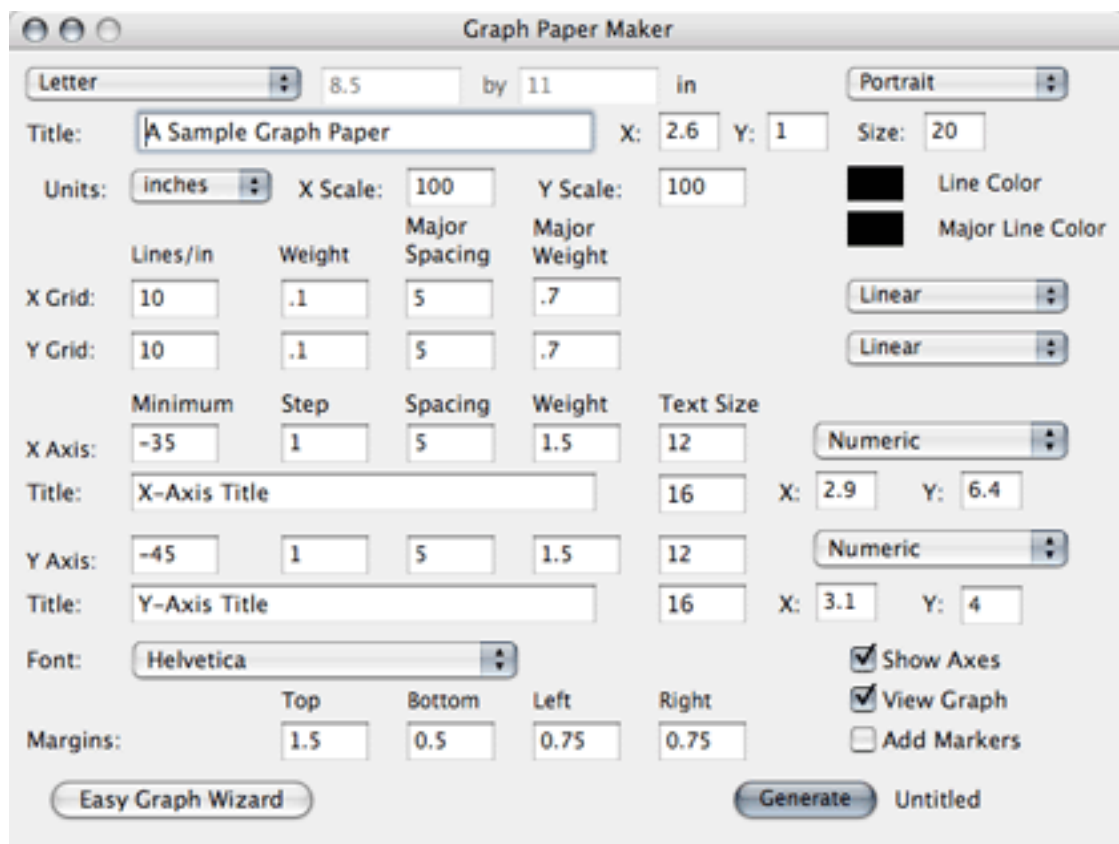 Graph Paper Maker
Letter 8.5 by 11 in Portrait
Title: A Sample Graph Paper X: 2.6 Y: 1 Size: 20
Units: inches X Scale: 100 Y Scale: 100 Line Color
Major Line Color
Lines/in Weight Major Spacing Major Weight
X Grid: 10 .1 5 .7 Linear
Y Grid: 10 .1 5 .7 Linear
Minimum Step Spacing Weight Text Size
X Axis: -35 1 5 1.5 12 Numeric
Title: X-Axis Title 16 X: 2.9 Y: 6.4
Y Axis: -45 1 5 1.5 12 Numeric
Title: Y-Axis Title 16 X: 3.1 Y: 4
Font: Helvetica Show Axes
Top Bottom Left Right View Graph
Margins: 1.5 0.5 0.75 0.75 Add Markers
Easy Graph Wizard Generate Untitled